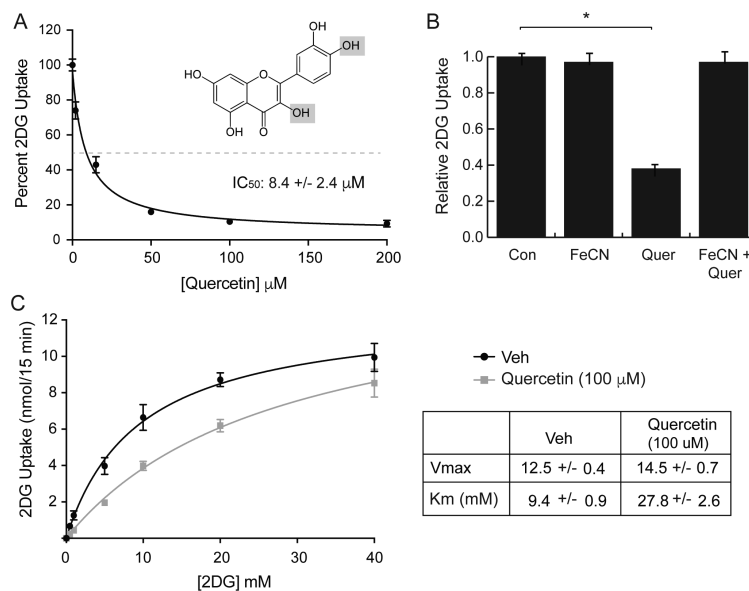 A
Percent 2DG Uptake
120
100
80
60
40
20
0
0
50
100
150
200
[Quercetin] μM
IC50: 8.4 +/- 2.4 μM
OH
OH
HO
O
OH
OH
O
B
*
Relative 2DG Uptake
1.0
0.8
0.6
0.4
0.2
0.0
Con
FeCN
Quer
FeCN +
Quer
C
2DG Uptake (nmol/15 min)
12
10
8
6
4
2
0
10
20
30
40
[2DG] mM
Veh
Quercetin (100 μM)
Veh
Quercetin
(100 uM)
Vmax
12.5 +/- 0.4
14.5 +/- 0.7
Km (mM)
9.4 +/- 0.9
27.8 +/- 2.6